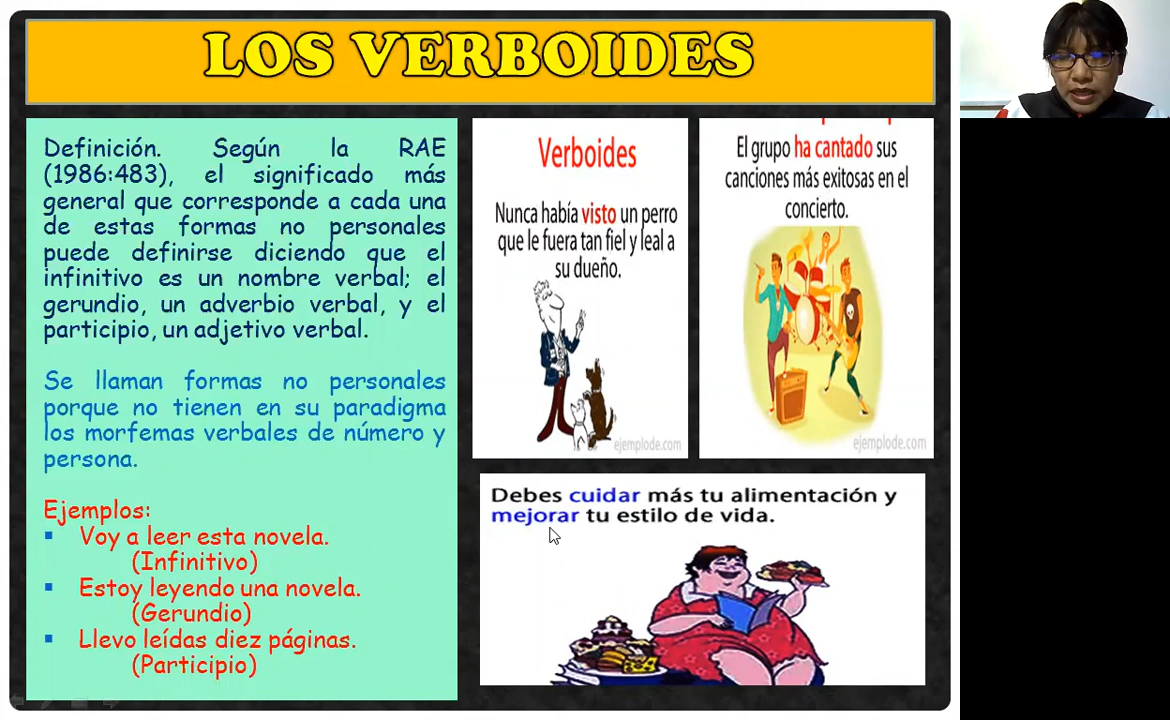 LOS VERBOIDES
Definición. Según la RAE
(1986:483), el significado más
general que corresponde a cada una
de estas formas no personales
puede definirse diciendo que el
infinitivo es un nombre verbal; el
gerundio, un adverbio verbal, y el
participio, un adjetivo verbal.
Se llaman formas no personales
porque no tienen en su paradigma
los morfemas verbales de número y
persona.
Ejemplos:
Voy a leer esta novela.
(Infinitivo)
Estoy leyendo una novela.
(Gerundio)
Llevo leídas diez páginas.
(Participio)
Verboides
Nunca había visto un perro
que le fuera tan fiel y leal a
su dueño.
ejemplode.com
El grupo ha cantado sus
canciones más exitosas en el
concierto.
ejemplode.com
Debes cuidar más tu alimentación y
mejorar tu estilo de vida.